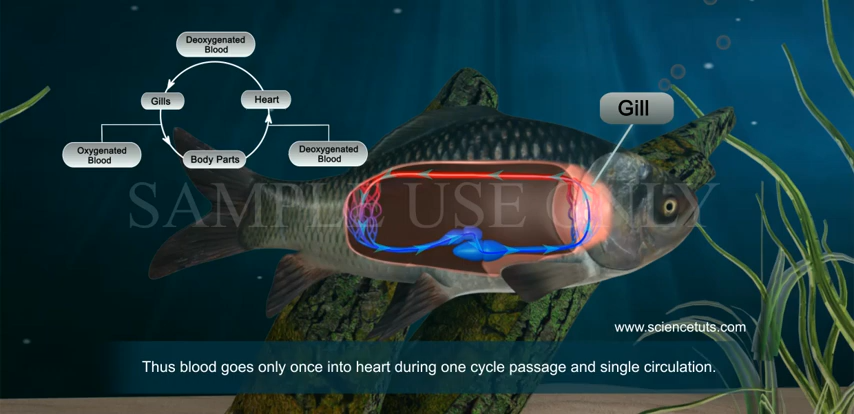 Deoxygenated
Blood
Gills
Heart
Oxygenated
Blood
Body Parts
Deoxygenated
Blood
Gill
SAMPLE USE ONLY
www.sciencetuts.com
Thus blood goes only once into heart during one cycle passage and single circulation.